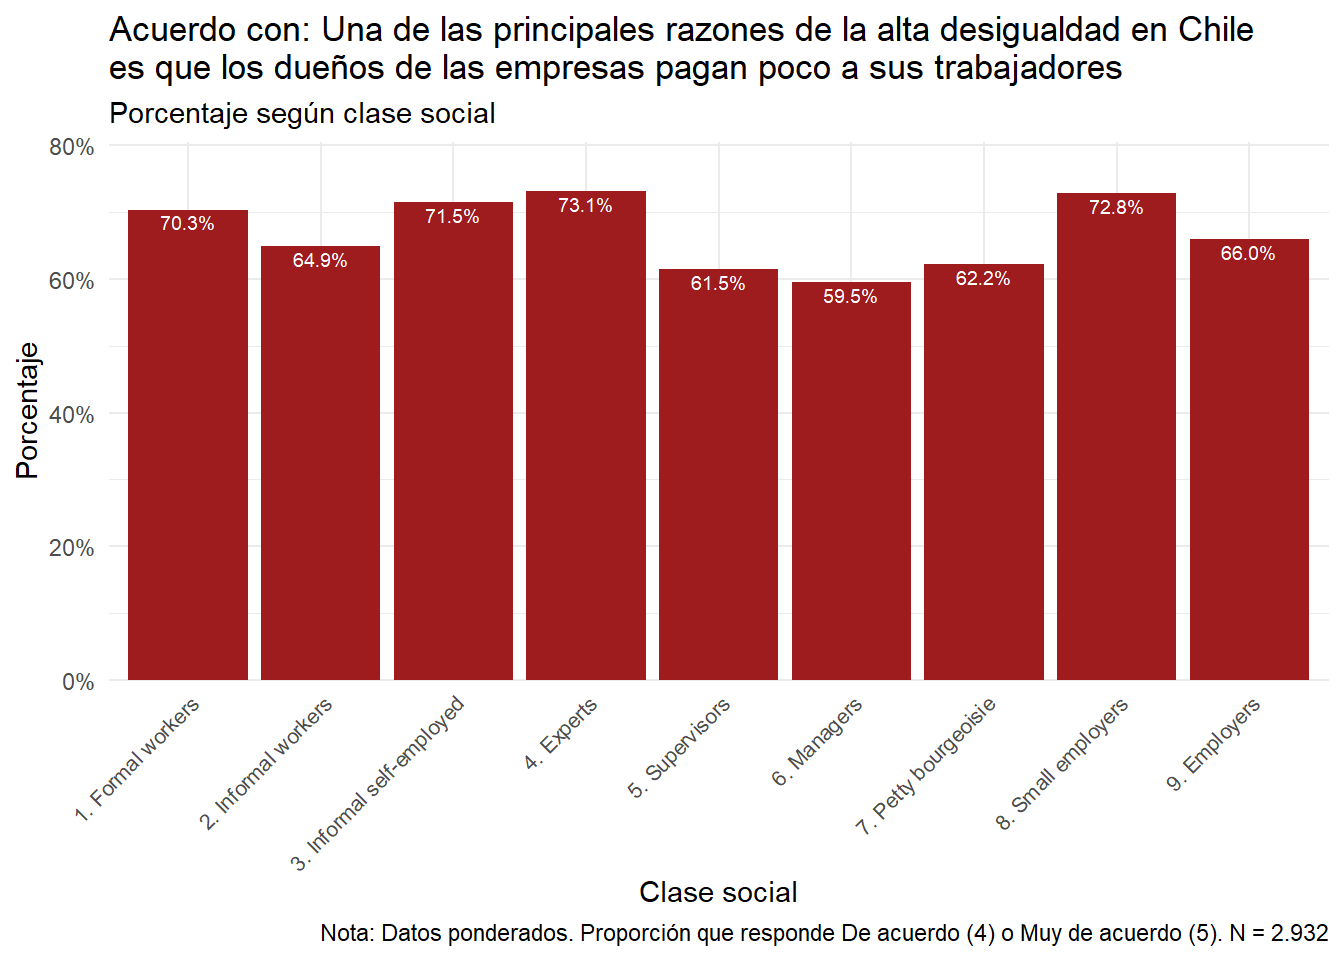 Acuerdo con: Una de las principales razones de la alta desigualdad en Chile
es que los dueños de las empresas pagan poco a sus trabajadores
Porcentaje según clase social
Porcentaje
80%
60%
40%
20%
0%
70.3%
64.9%
71.5%
73.1%
61.5%
59.5%
62.2%
72.8%
66.0%
1. Formal workers
2. Informal workers
3. Informal self-employed
4. Experts
5. Supervisors
6. Managers
7. Petty bourgeoisie
8. Small employers
9. Employers
Clase social
Nota: Datos ponderados. Proporción que responde De acuerdo (4) o Muy de acuerdo (5). N = 2.932